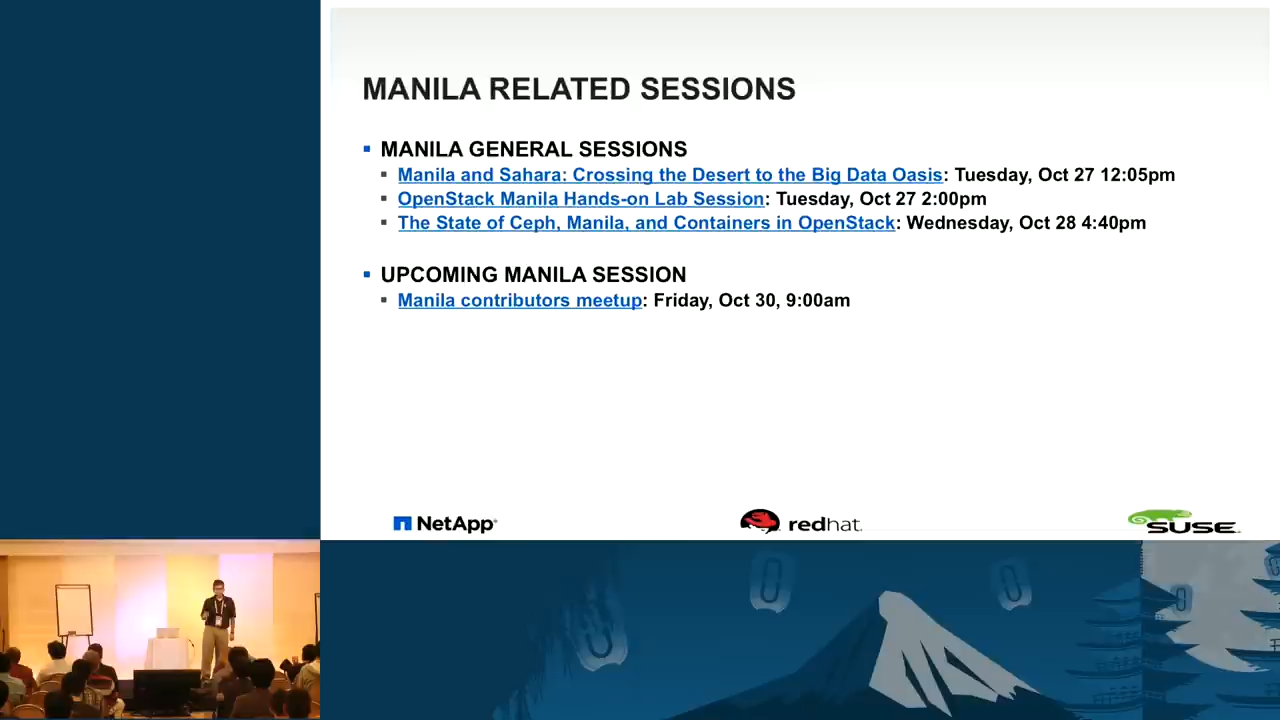 MANILA RELATED SESSIONS
MANILA GENERAL SESSIONS
Manila and Sahara: Crossing the Desert to the Big Data Oasis: Tuesday, Oct 27 12:05pm
OpenStack Manila Hands-on Lab Session: Tuesday, Oct 27 2:00pm
The State of Ceph, Manila, and Containers in OpenStack: Wednesday, Oct 28 4:40pm
UPCOMING MANILA SESSION
Manila contributors meetup: Friday, Oct 30, 9:00am
NetApp
redhat.
SUSE